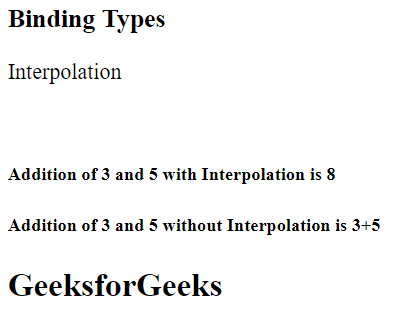 Binding Types
Interpolation
Addition of 3 and 5 with Interpolation is 8
Addition of 3 and 5 without Interpolation is 3+5
GeeksforGeeks